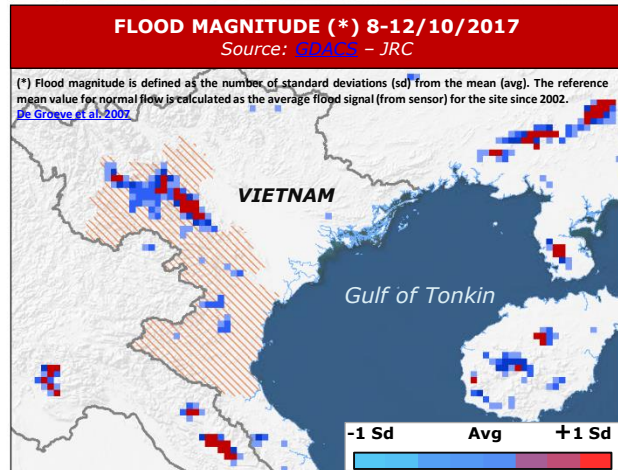 FLOOD MAGNITUDE (*) 8-12/10/2017
Source: GDACS – JRC
(*) Flood magnitude is defined as the number of standard deviations (sd) from the mean (avg). The reference
mean value for normal flow is calculated as the average flood signal (from sensor) for the site since 2002.
De Groeve et al. 2007
VIETNAM
Gulf of Tonkin
-1 Sd Avg +1 Sd